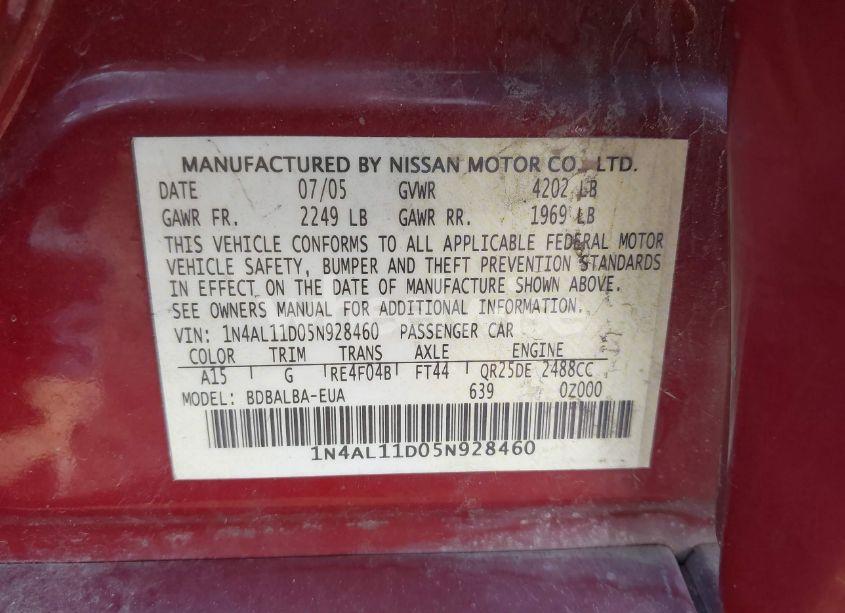 MANUFACTURED BY NISSAN MOTOR CO., LTD.
DATE 07/05 GVWR 4202 LB
GAWR FR. 2249 LB GAWR RR. 1969 LB
THIS VEHICLE CONFORMS TO ALL APPLICABLE FEDERAL MOTOR
VEHICLE SAFETY, BUMPER AND THEFT PREVENTION STANDARDS
IN EFFECT ON THE DATE OF MANUFACTURE SHOWN ABOVE.
SEE OWNERS MANUAL FOR ADDITIONAL INFORMATION.
VIN: 1N4AL11D05N928460 PASSENGER CAR
COLOR TRIM TRANS AXLE ENGINE
A15 G RE4F04B FT44 QR25DE 2488CC
MODEL: BDBALBA-EUA 639 0Z000
1N4AL11D05N928460